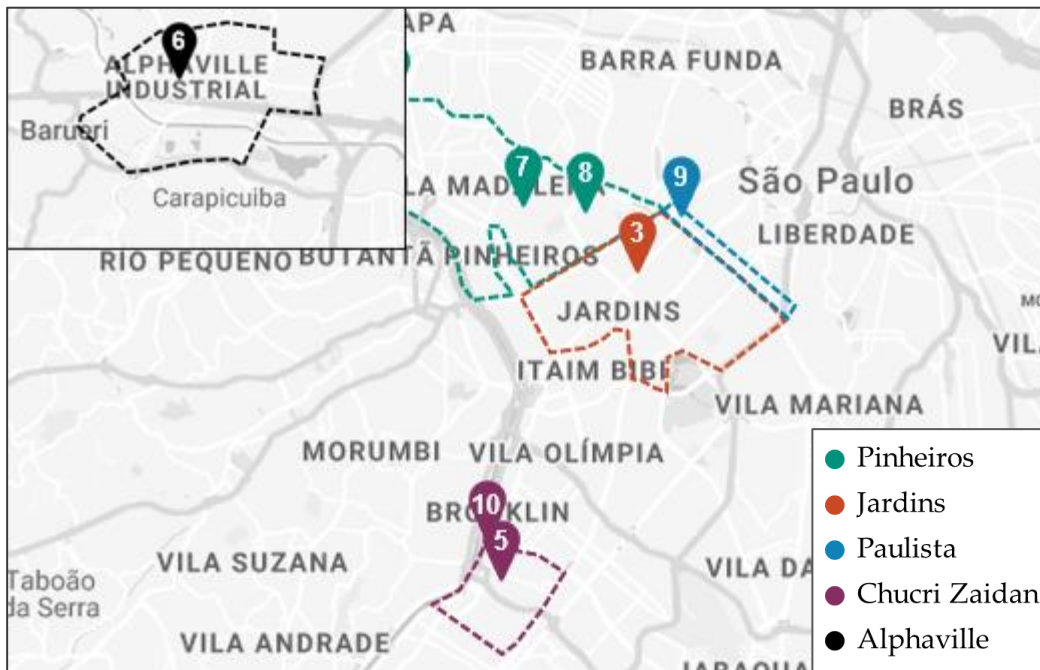 6
ALPHAVILLE
INDUSTRIAL
Barueri
Carapicuiba
BARRA FUNDA
BRÁS
7
8
9
São Paulo
LIBERDADE
3
RIO PEQUENO
BUTANTÃ
PINHEIROS
JARDINS
ITAIM BIBI
VILA MARIANA
MORUMBI
VILA OLÍMPIA
10
BROOKLIN
5
VILA SUZANA
Taboão
da Serra
VILA ANDRADE
Pinheiros
Jardins
Paulista
Chucri Zaidan
Alphaville